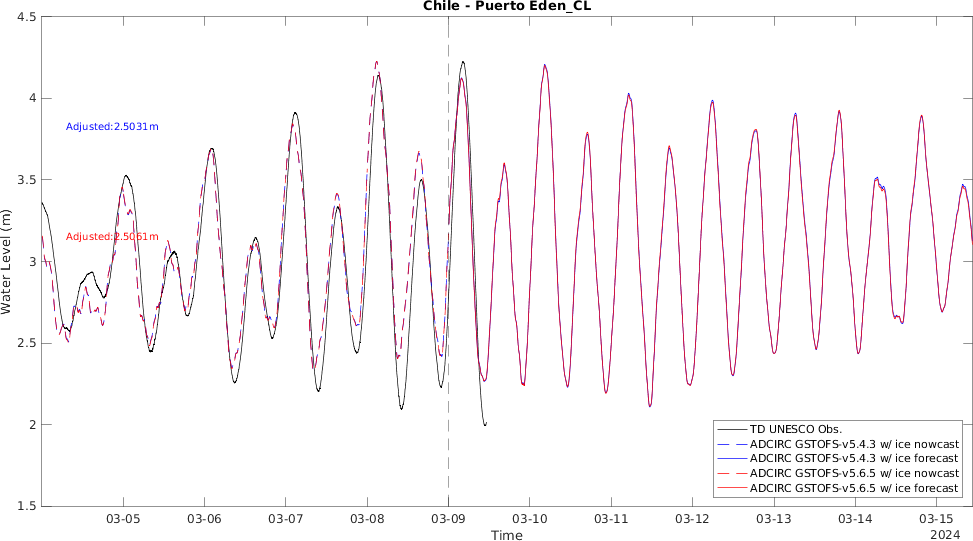 Chile - Puerto Eden_CL
4.5
4
3.5
3
2.5
2
1.5
Water Level (m)
Adjusted:2.5031m
Adjusted:2.5061m
TD UNESCO Obs.
ADCIRC GSTOFS-v5.4.3 w/ ice nowcast
ADCIRC GSTOFS-v5.4.3 w/ ice forecast
ADCIRC GSTOFS-v5.6.5 w/ ice nowcast
ADCIRC GSTOFS-v5.6.5 w/ ice forecast
03-05 03-06 03-07 03-08 03-09 03-10 03-11 03-12 03-13 03-14 03-15
Time
2024